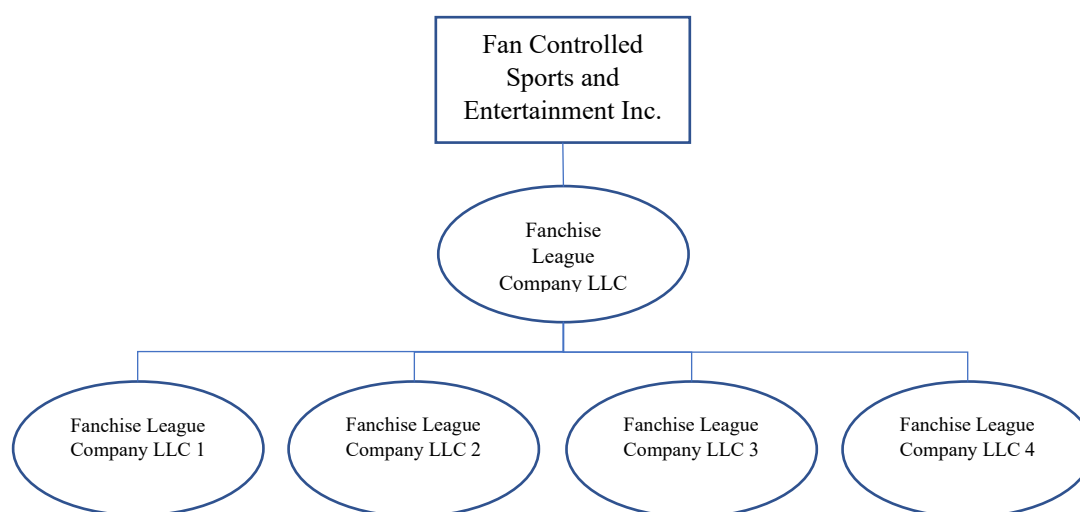 Fan Controlled
Sports and
Entertainment Inc.
Fanchise
League
Company LLC
Fanchise League
Company LLC 1
Fanchise League
Company LLC 2
Fanchise League
Company LLC 3
Fanchise League
Company LLC 4